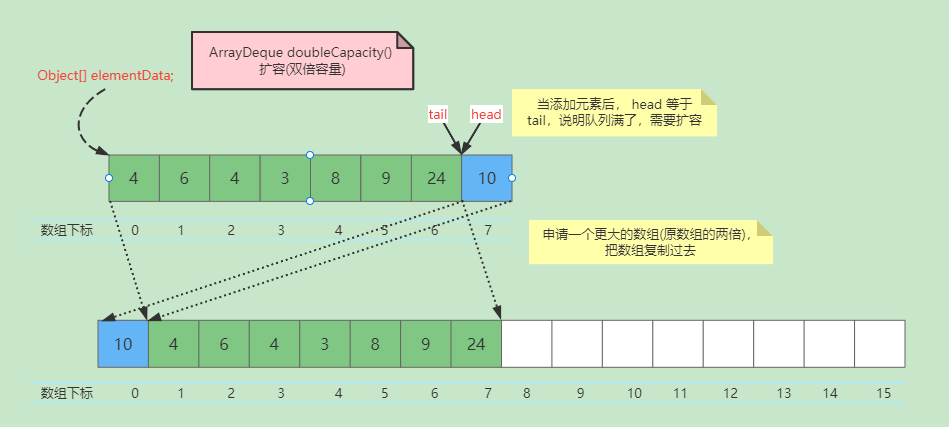 ArrayDeque doubleCapacity()
扩容(双倍容量)
Object[] elementData;
当添加元素后， head 等于
tail，说明队列满了，需要扩容
tail head
4 6 4 3 8 9 24 10
数组下标 0 1 2 3 4 5 6 7
申请一个更大的数组(原数组的两倍)，
把数组复制过去
10 4 6 4 3 8 9 24
数组下标 0 1 2 3 4 5 6 7 8 9 10 11 12 13 14 15